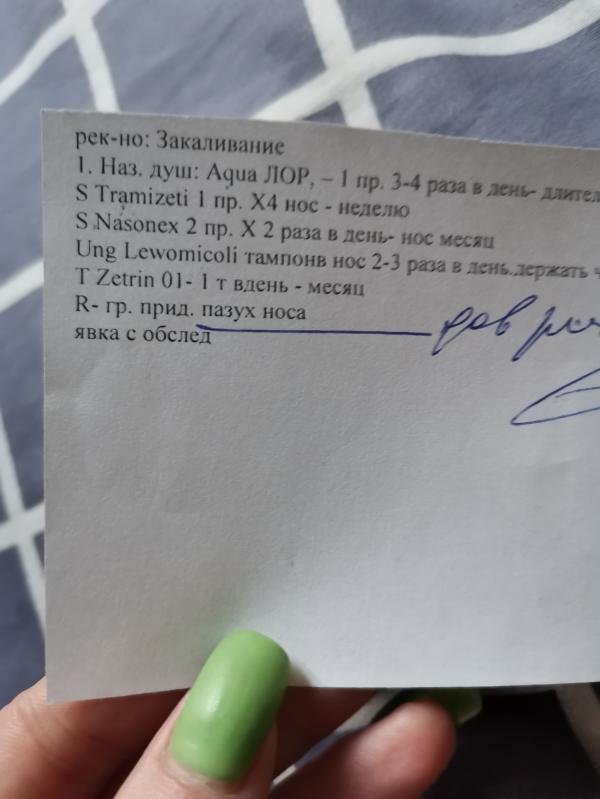 рек-но: Закаливание
1. Наз. душ: Aqua ЛОР, – 1 пр. 3-4 раза в день- длител
S Tramizeti 1 пр. X4 нос - неделю
S Nasonex 2 пр. X 2 раза в день- нос месяц
Ung Lewomicoli тампонв нос 2-3 раза в день.держать ч
T Zetrin 01- 1 т вдень - месяц
R- гр. прид. пазух носа
явка с обслед